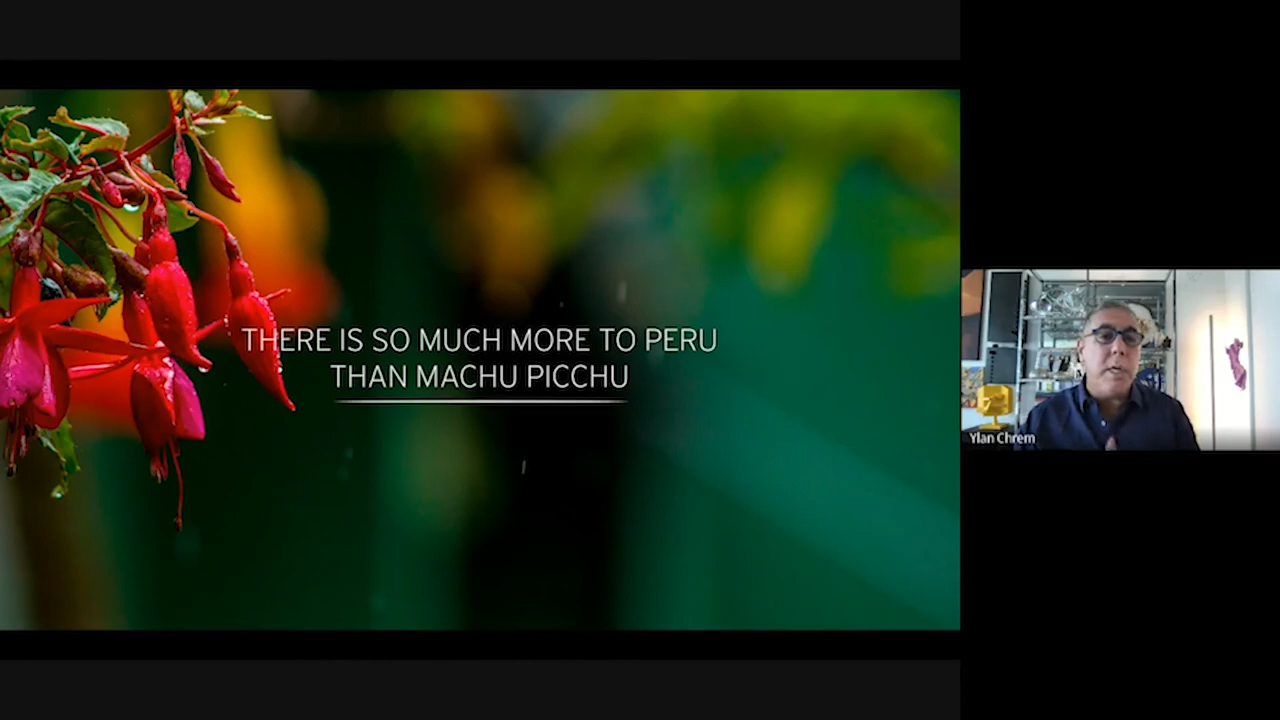 THERE IS SO MUCH MORE TO PERU
THAN MACHU PICCHU
Ylan Chrem